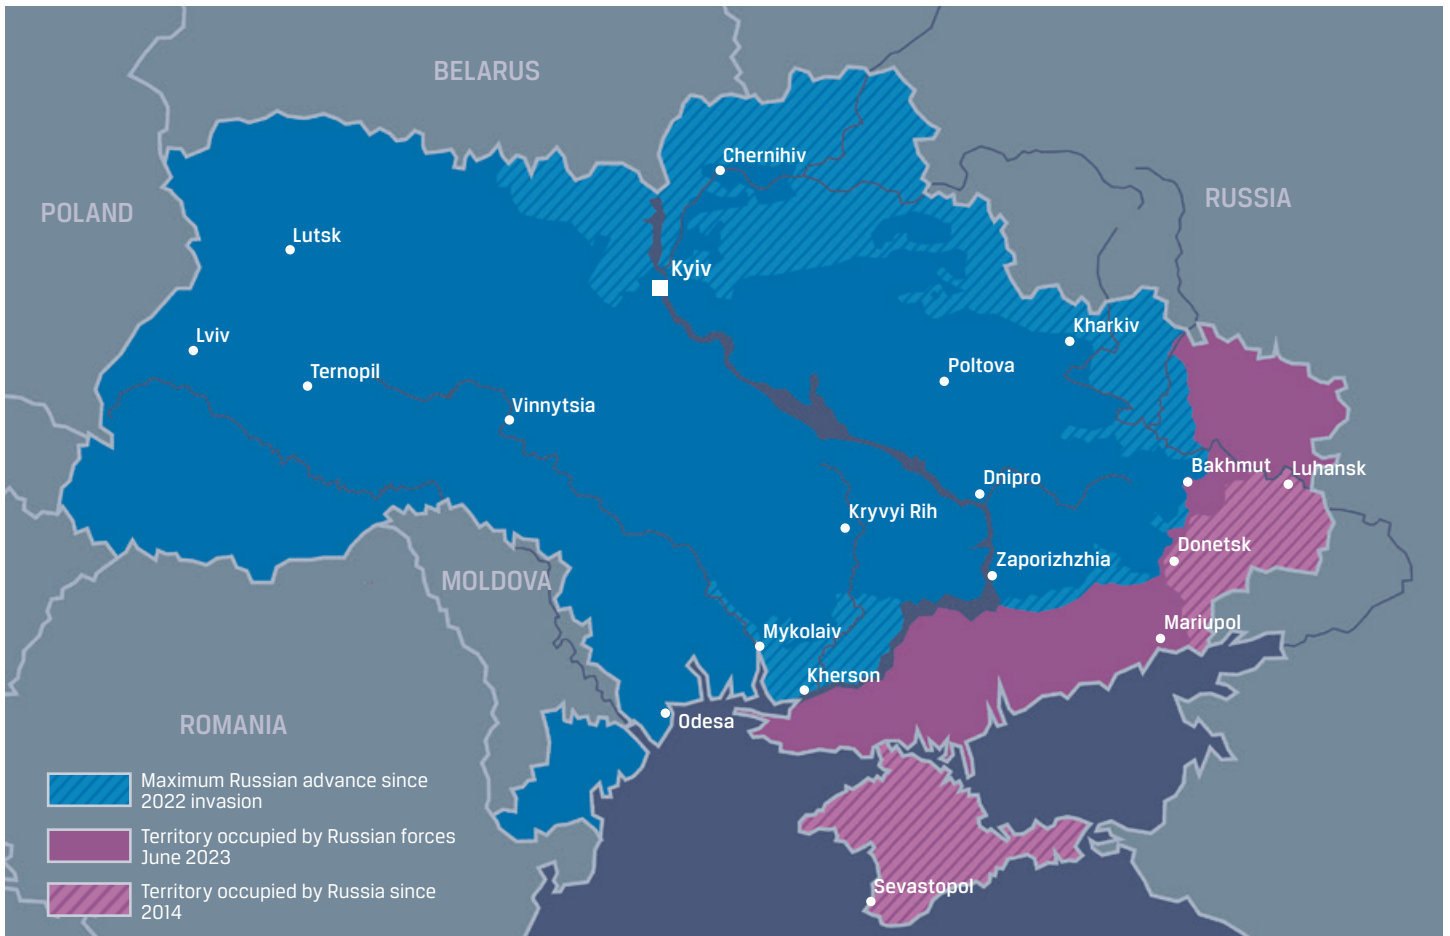 BELARUS
Chernihiv
RUSSIA
POLAND
Lutsk
Kyiv
Kharkiv
Lviv
Ternopil
Poltova
Vinnytsia
Bakhmut
Luhansk
Dnipro
Kryvyi Rih
Donetsk
Zaporizhzhia
MOLDOVA
Mariupol
Mykolaiv
Kherson
Odesa
ROMANIA
Maximum Russian advance since
2022 invasion
Territory occupied by Russian forces
June 2023
Territory occupied by Russia since
2014
Sevastopol